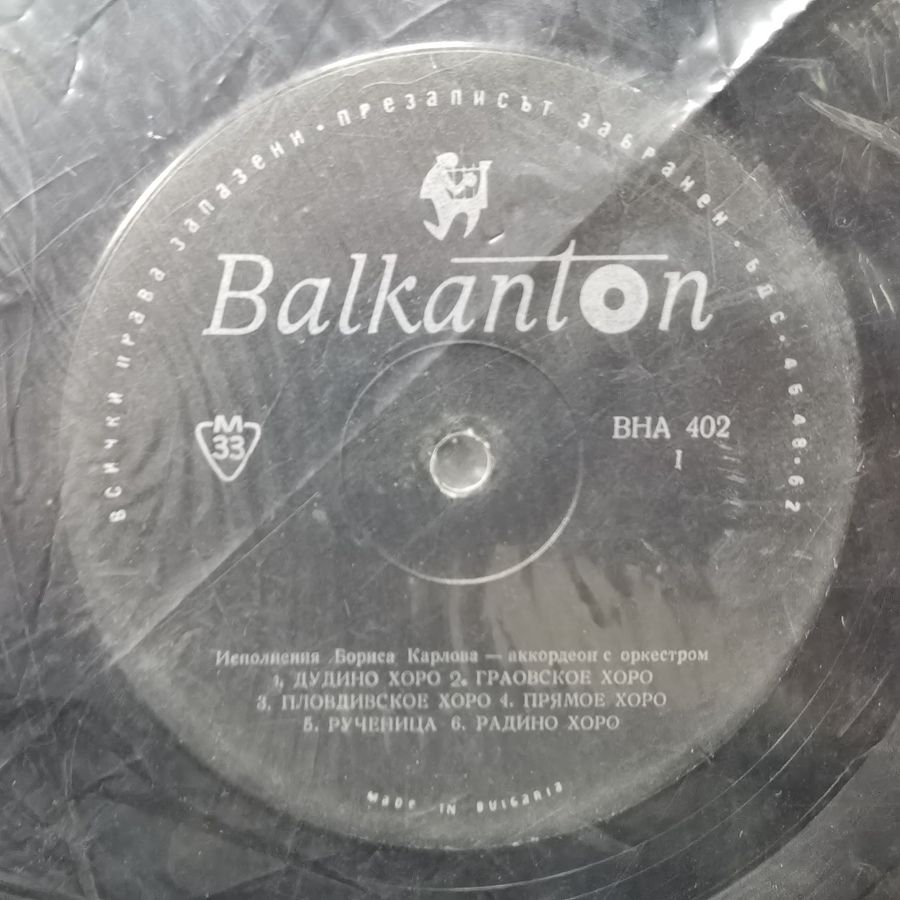 всички права запазени · презаписът забранен · бдс · 4648 · 62
Balkanton
М
33
ВНА 402
I
Исполнения Бориса Карлова — аккордеон с оркестром
1. ДУДИНО ХОРО 2. ГРАОВСКОЕ ХОРО
3. ПЛОВДИВСКОЕ ХОРО 4. ПРЯМОЕ ХОРО
5. РУЧЕНИЦА 6. РАДИНО ХОРО
made in bulgaria